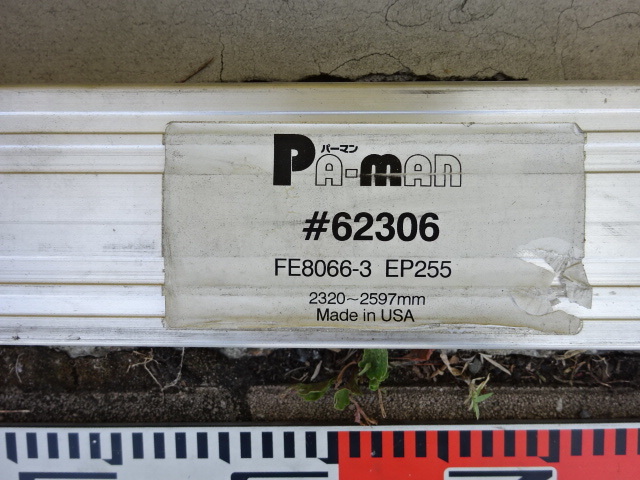 パーマン
PA-MAN
#62306
FE8066-3 EP255
2320~2597mm
Made in USA